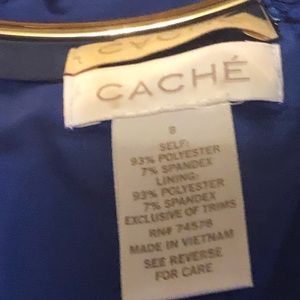 CACHÉ
8
SELF:
93% POLYESTER
7% SPANDEX
LINING:
93% POLYESTER
7% SPANDEX
EXCLUSIVE OF TRIMS
RN# 74578
MADE IN VIETNAM
SEE REVERSE
FOR CARE